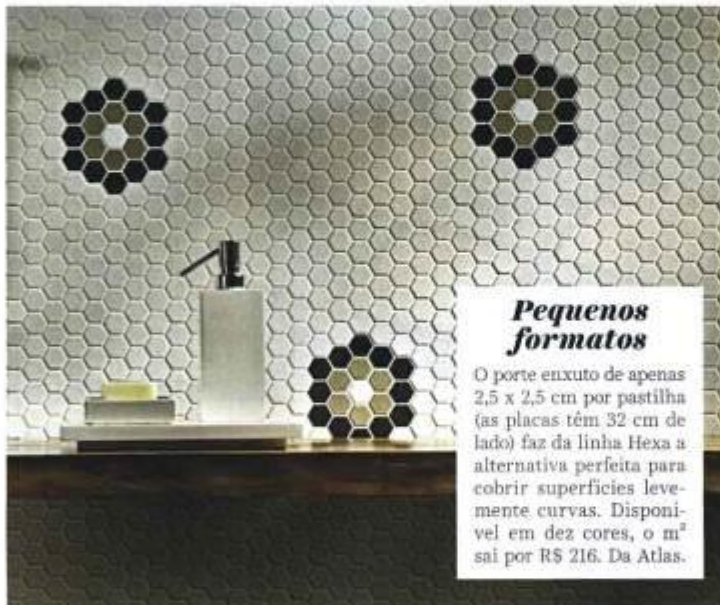 Pequenos
formatos
O porte enxuto de apenas
2,5 x 2,5 cm por pastilha
(as placas têm 32 cm de
lado) faz da linha Hexa a
alternativa perfeita para
cobrir superfícies leve-
mente curvas. Disponí-
vel em dez cores, o m²
sai por R$ 216. Da Atlas.